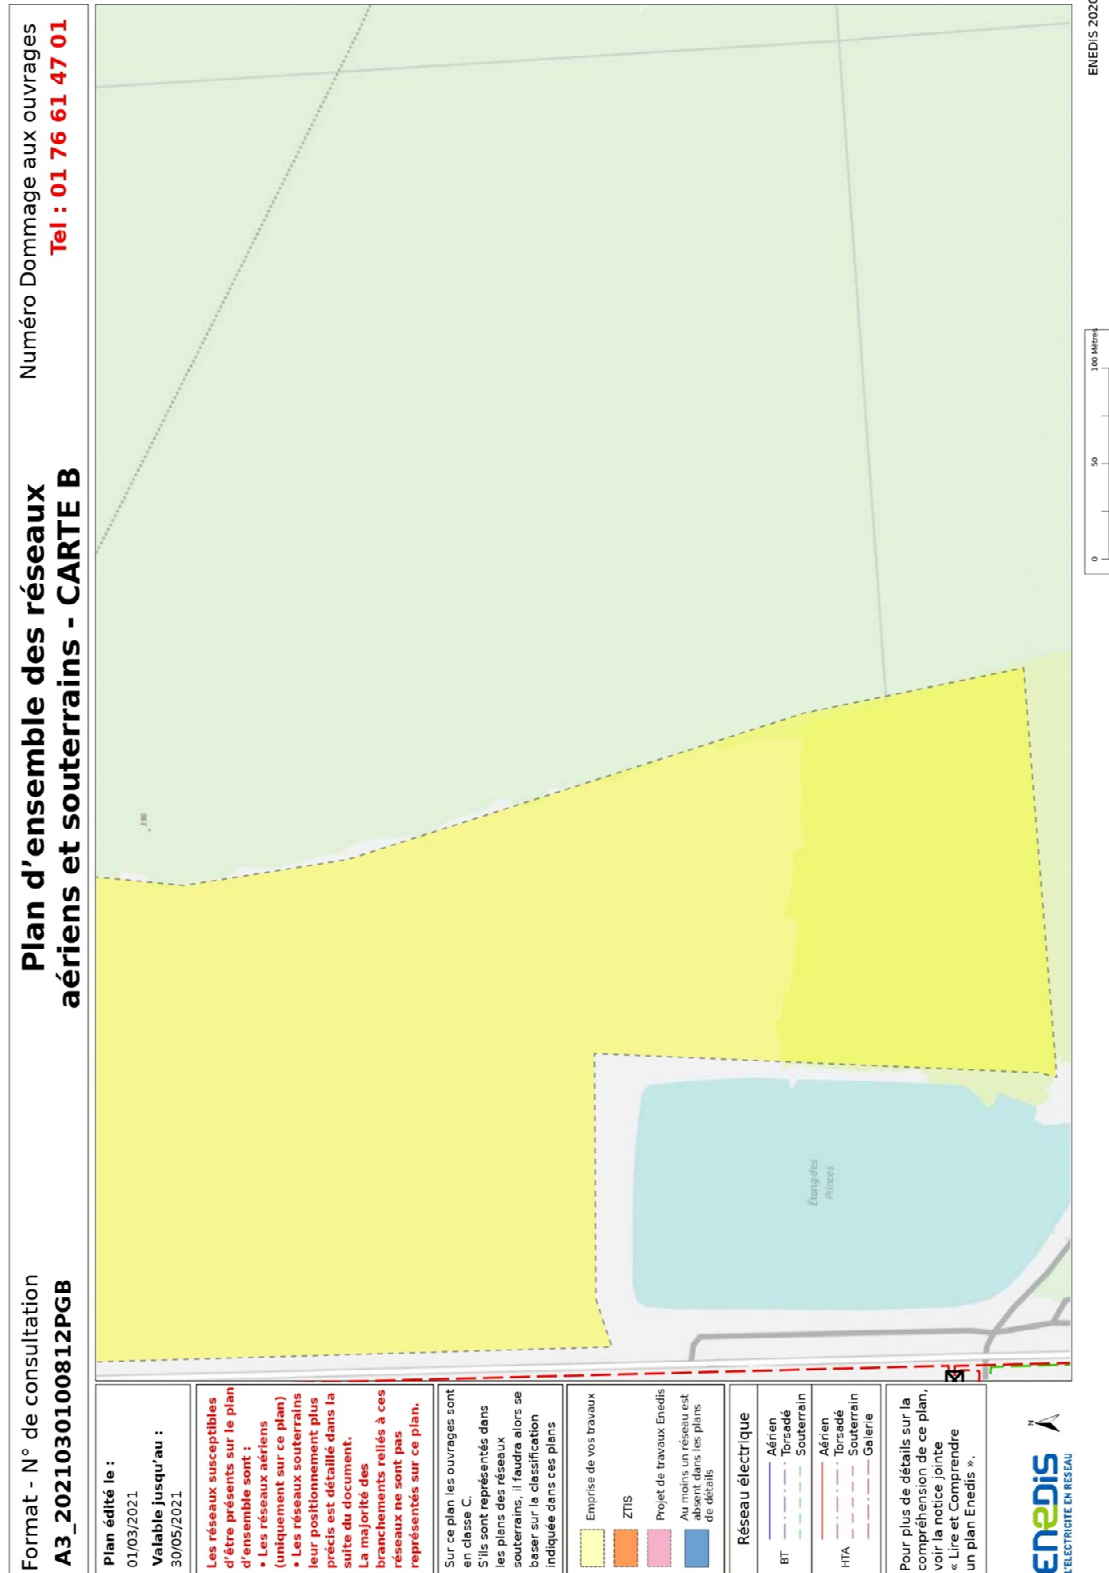 Format - N° de consultation
A3_2021030100812PGB
Plan d'ensemble des réseaux
aériens et souterrains - CARTE B
Numéro Dommage aux ouvrages
Tel : 01 76 61 47 01
Plan édité le :
01/03/2021
Valable jusqu'au :
30/05/2021
Les réseaux susceptibles
d'être présents sur le plan
d'ensemble sont :
• Les réseaux aériens
(uniquement sur ce plan)
• Les réseaux souterrains
leur positionnement plus
précis est détaillé dans la
suite du document.
La majorité des
branchements reliés à ces
réseaux ne sont pas
représentés sur ce plan.
Sur ce plan les ouvrages sont
en classe C.
S'ils sont représentés dans
les plans des réseaux
souterrains, il faudra alors se
baser sur la classification
indiquée dans ces plans
Emprise de vos travaux
ZTIS
Projet de travaux Enedis
Au moins un réseau est
absent dans les plans
de détails
Réseau électrique
BT
Aérien
Torsadé
Souterrain
HTA
Aérien
Torsadé
Souterrain
Galerie
Pour plus de détails sur la
compréhension de ce plan,
voir la notice jointe
« Lire et Comprendre
un plan Enedis ».
ENEDIS
L'ELECTRICITE EN RESEAU
N
Étang des
Princes
0 50 100 Mètres
ENEDIS 2020